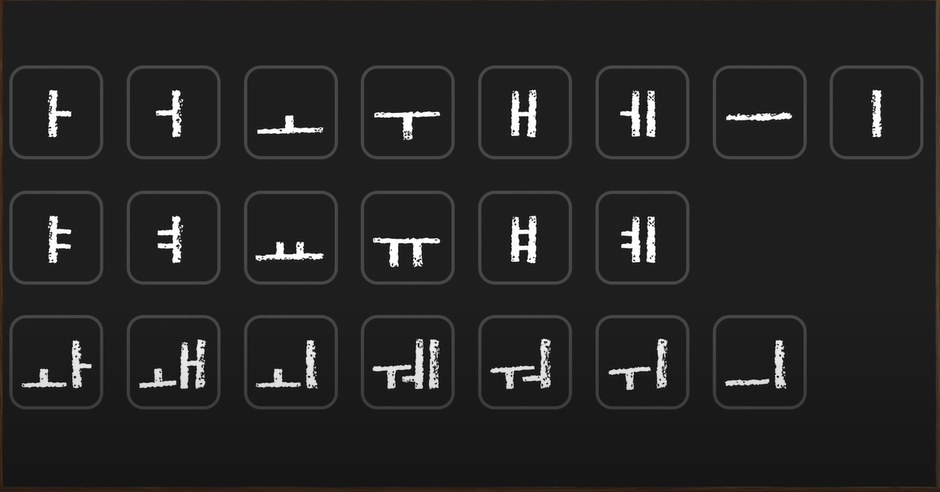 ㅏ ㅓ ㅗ ㅜ ㅐ ㅔ ㅡ ㅣ
ㅑ ㅕ ㅛ ㅠ ㅒ ㅖ
ㅘ ㅙ ㅚ ㅞ ㅝ ㅟ ㅢ